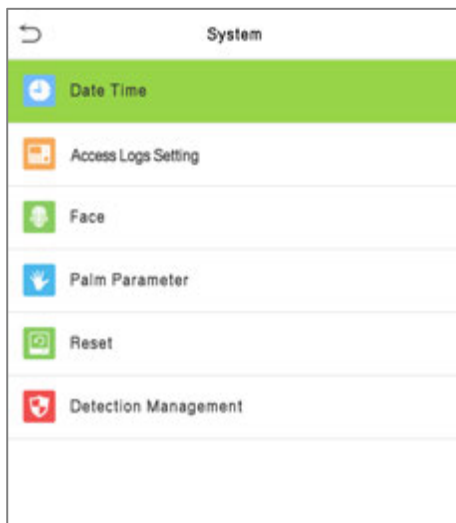 System
Date Time
Access Logs Setting
Face
Palm Parameter
Reset
Detection Management